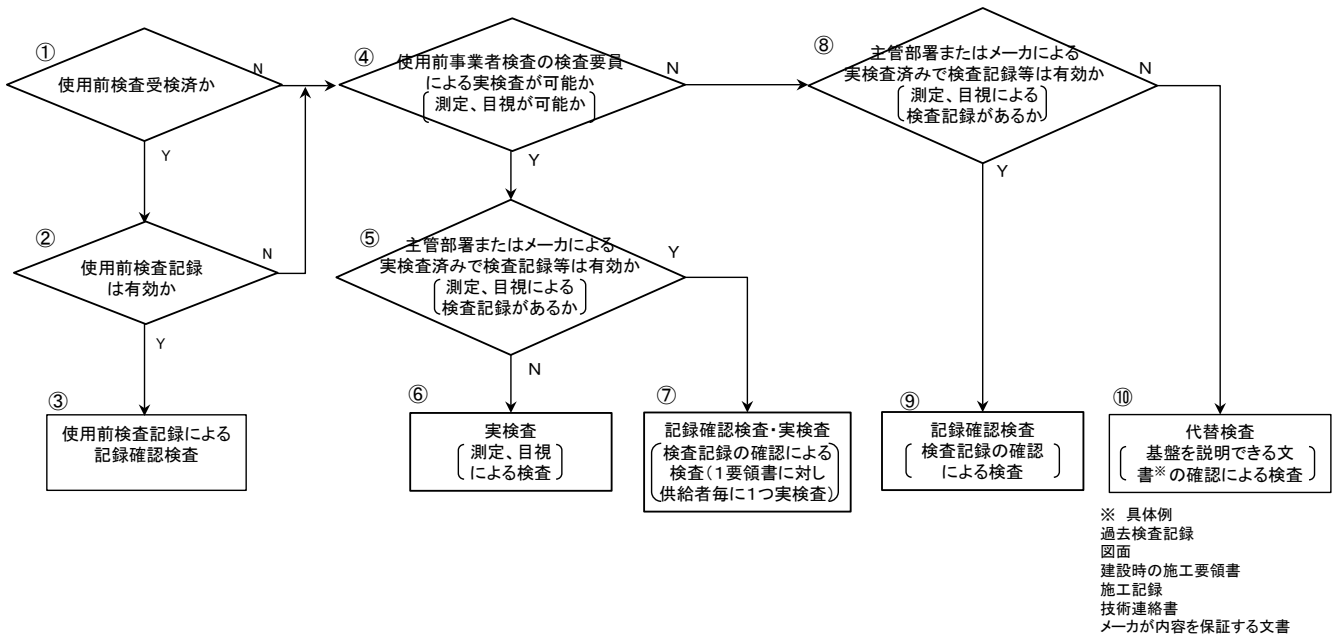 ①
使用前検査受検済か
N
Y
②
使用前検査記録
は有効か
N
Y
③
使用前検査記録による
記録確認検査
④
使用前事業者検査の検査要員
による実検査が可能か
測定、目視が可能か
N
Y
⑤
主管部署またはメーカによる
実検査済みで検査記録等は有効か
測定、目視による
検査記録があるか
Y
N
⑥
実検査
測定、目視
による検査
⑦
記録確認検査・実検査
検査記録の確認による
検査(1要領書に対し
供給者毎に1つ実検査)
⑧
主管部署またはメーカによる
実検査済みで検査記録等は有効か
測定、目視による
検査記録があるか
N
Y
⑨
記録確認検査
検査記録の確認
による検査
⑩
代替検査
基盤を説明できる文
書※の確認による検査
※ 具体例
過去検査記録
図面
建設時の施工要領書
施工記録
技術連絡書
メーカが内容を保証する文書